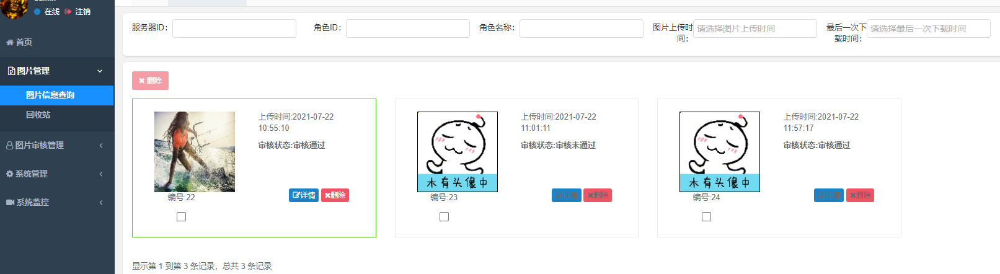 在线 注销
首页
图片管理
图片信息查询
回收站
图片审核管理
系统管理
系统监控
服务器ID：
角色ID：
角色名称：
图片上传时
间：
请选择图片上传时间
最后一次下
载时间：
请选择最后一次下载时间
删除
上传时间:2021-07-22
10:55:10
审核状态:审核通过
编号:22
详情 删除
上传时间:2021-07-22
11:01:11
审核状态:审核未通过
木有头像中
编号:23
详情 删除
上传时间:2021-07-22
11:57:17
审核状态:审核通过
木有头像中
编号:24
详情 删除
显示第 1 到第 3 条记录，总共 3 条记录